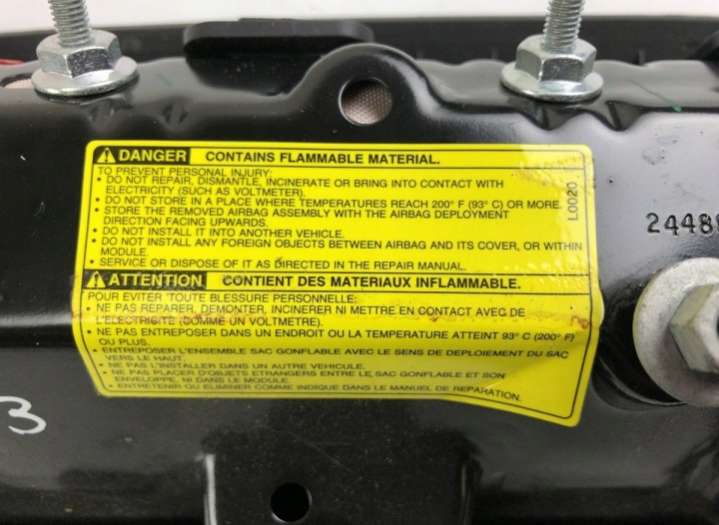 DANGER CONTAINS FLAMMABLE MATERIAL.
TO PREVENT PERSONAL INJURY:
• DO NOT REPAIR, DISMANTLE, INCINERATE OR BRING INTO CONTACT WITH
ELECTRICITY (SUCH AS VOLTMETER).
• DO NOT STORE IN A PLACE WHERE TEMPERATURES REACH 200° F (93° C) OR MORE.
• STORE THE REMOVED AIRBAG ASSEMBLY WITH THE AIRBAG DEPLOYMENT
DIRECTION FACING UPWARDS.
• DO NOT INSTALL IT INTO ANOTHER VEHICLE.
• DO NOT INSTALL ANY FOREIGN OBJECTS BETWEEN AIRBAG AND ITS COVER, OR WITHIN
MODULE.
• SERVICE OR DISPOSE OF IT AS DIRECTED IN THE REPAIR MANUAL.
L0020
ATTENTION CONTIENT DES MATERIAUX INFLAMMABLE.
POUR EVITER TOUTE BLESSURE PERSONNELLE:
• NE PAS REPARER, DEMONTER, INCINERER NI METTRE EN CONTACT AVEC DE
L'ELECTRICITE (COMME UN VOLTMETRE).
• NE PAS ENTREPOSER DANS UN ENDROIT OU LA TEMPERATURE ATTEINT 93° C (200° F)
OU PLUS.
• ENTREPOSER L'ENSEMBLE SAC GONFLABLE AVEC LE SENS DE DEPLOIEMENT DU SAC
VERS LE HAUT.
• NE PAS L'INSTALLER DANS UN AUTRE VEHICULE.
• NE PAS PLACER D'OBJETS ETRANGERS ENTRE LE SAC GONFLABLE ET SON
ENVELOPPE, NI DANS LE MODULE.
• ENTRETENIR OU ELIMINER COMME INDIQUE DANS LE MANUEL DE REPARATION.
3